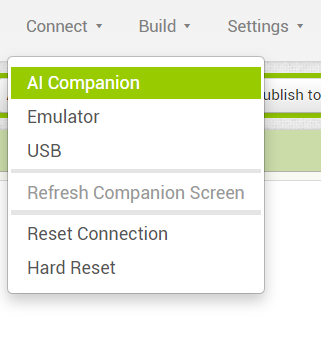 Connect Build Settings
AI Companion
ublish to
Emulator
USB
Refresh Companion Screen
Reset Connection
Hard Reset